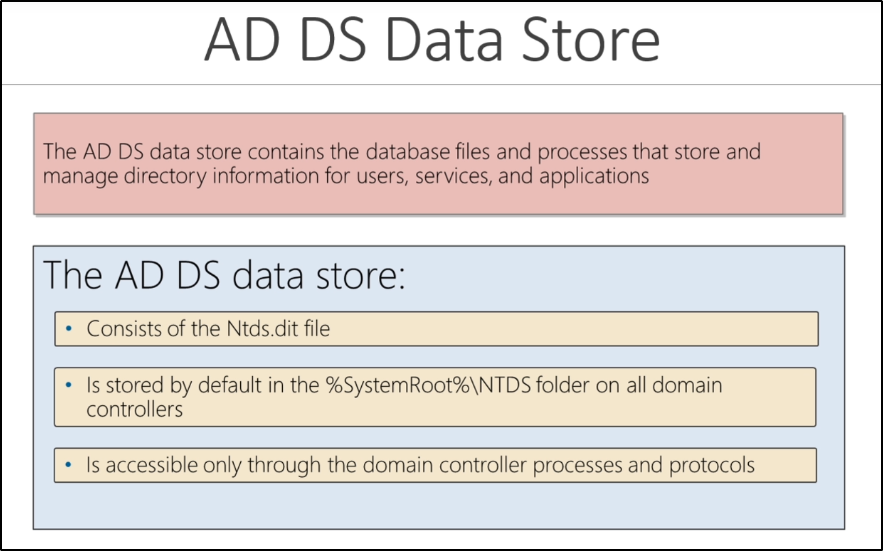 AD DS Data Store
The AD DS data store contains the database files and processes that store and
manage directory information for users, services, and applications
The AD DS data store:
• Consists of the Ntds.dit file
• Is stored by default in the %SystemRoot%\NTDS folder on all domain
controllers
• Is accessible only through the domain controller processes and protocols